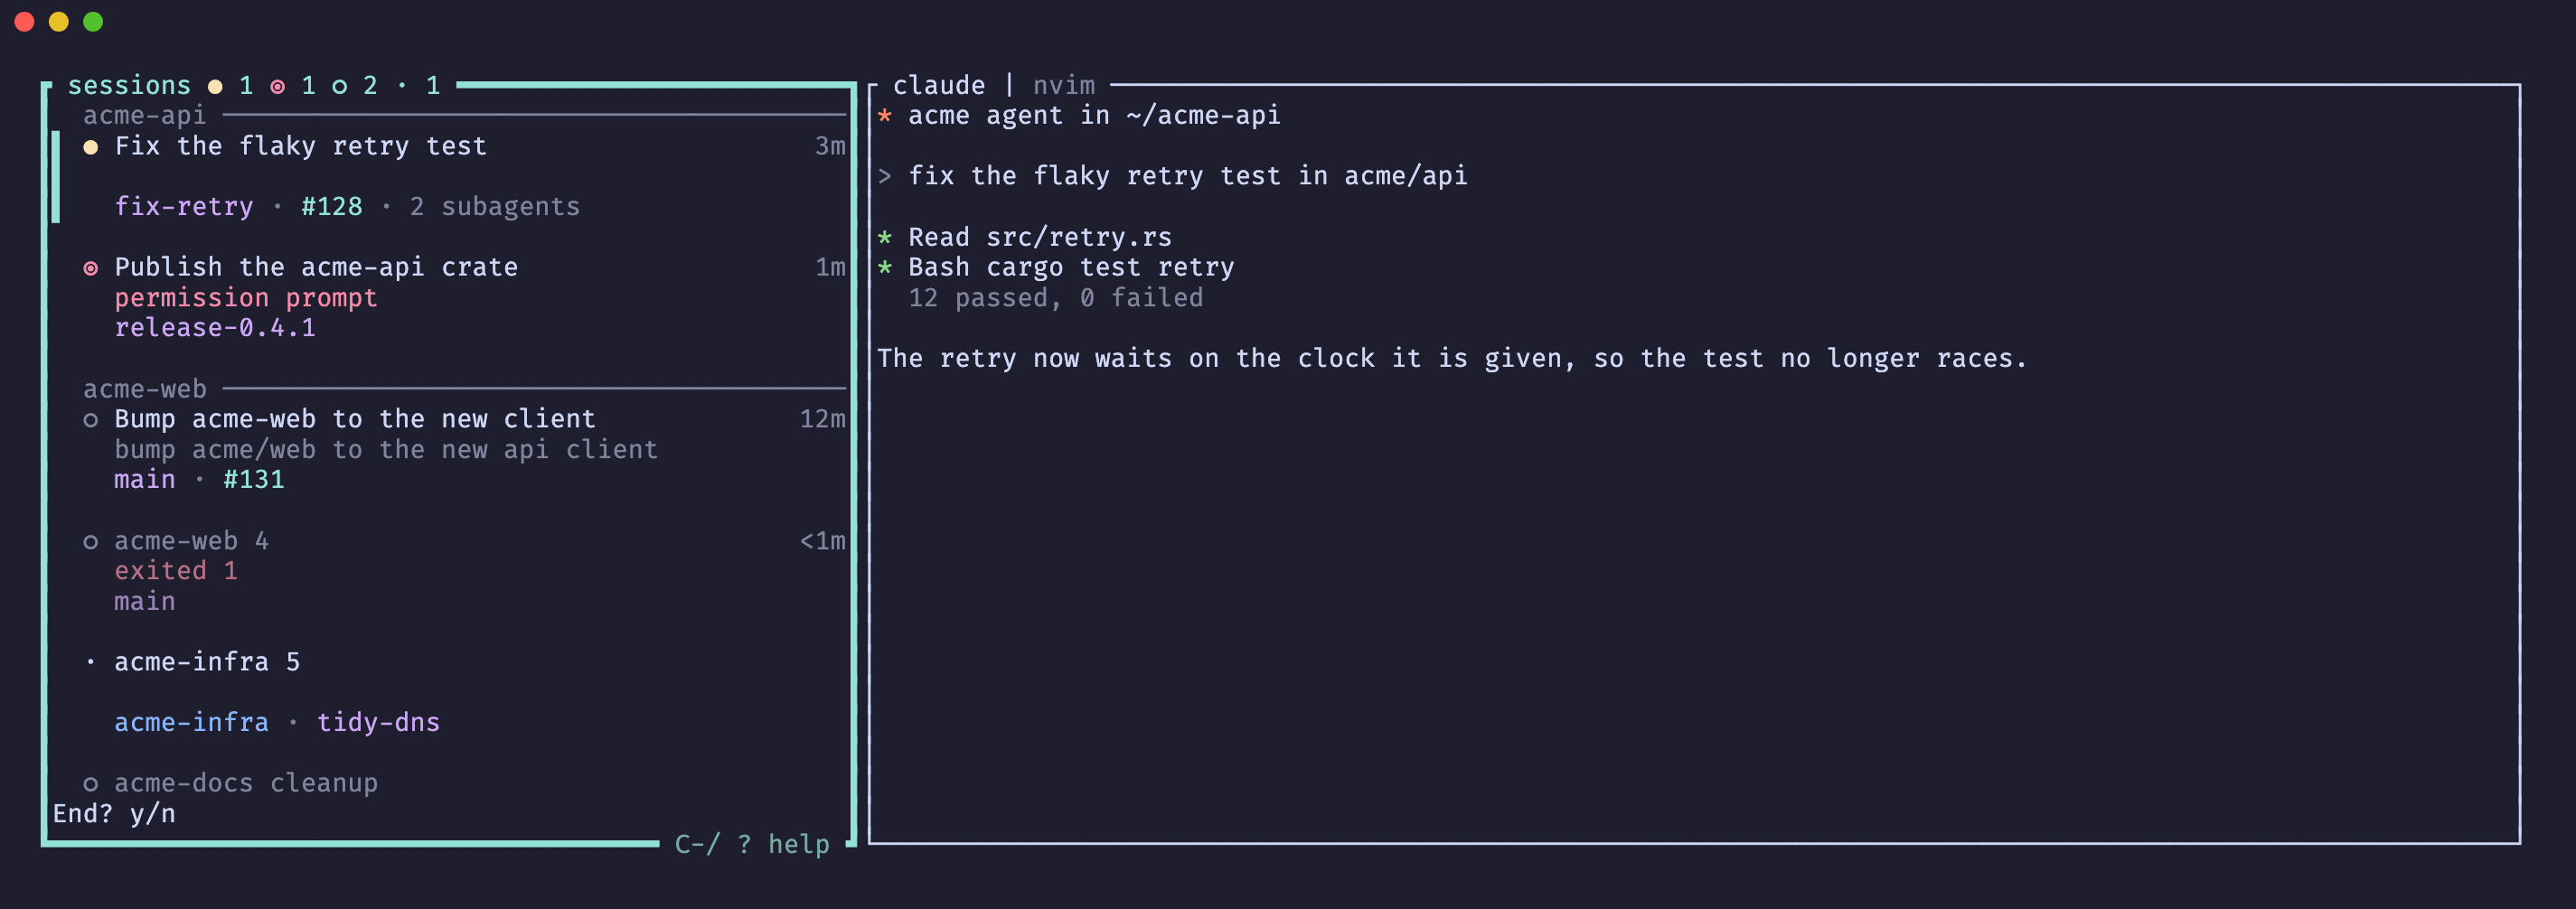 sessions ● 1 ◉ 1 ○ 2 · 1
acme-api
● Fix the flaky retry test 3m
fix-retry · #128 · 2 subagents
◉ Publish the acme-api crate 1m
permission prompt
release-0.4.1
acme-web
○ Bump acme-web to the new client 12m
bump acme/web to the new api client
main · #131
○ acme-web 4 <1m
exited 1
main
· acme-infra 5
acme-infra · tidy-dns
○ acme-docs cleanup
End? y/n
C-/ ? help
claude | nvim
* acme agent in ~/acme-api
> fix the flaky retry test in acme/api
* Read src/retry.rs
* Bash cargo test retry
12 passed, 0 failed
The retry now waits on the clock it is given, so the test no longer races.